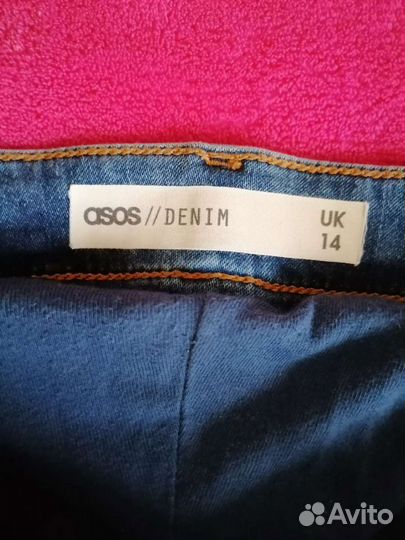 asos // DENIM
UK
14
Avito